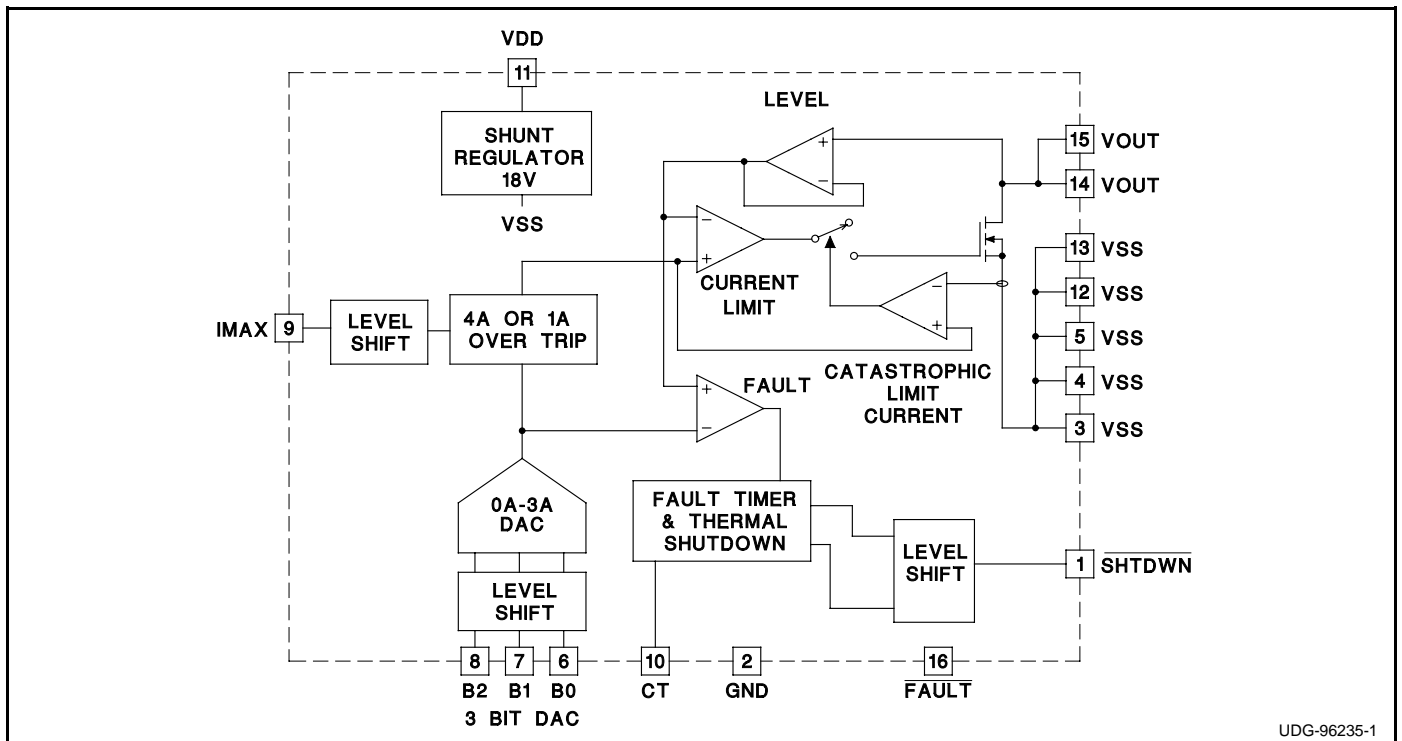 VDD
11
LEVEL
SHUNT
REGULATOR
18V
VSS
+
−
15 VOUT
14 VOUT
−
+
CURRENT
LIMIT
13 VSS
12 VSS
5 VSS
4 VSS
3 VSS
−
+
CATASTROPHIC
LIMIT
CURRENT
IMAX 9
LEVEL
SHIFT
4A OR 1A
OVER TRIP
FAULT
+
−
0A-3A
DAC
LEVEL
SHIFT
FAULT TIMER
& THERMAL
SHUTDOWN
LEVEL
SHIFT
1 SHTDWN
8 7 6 10 2 16
B2 B1 B0 CT GND FAULT
3 BIT DAC
UDG-96235-1